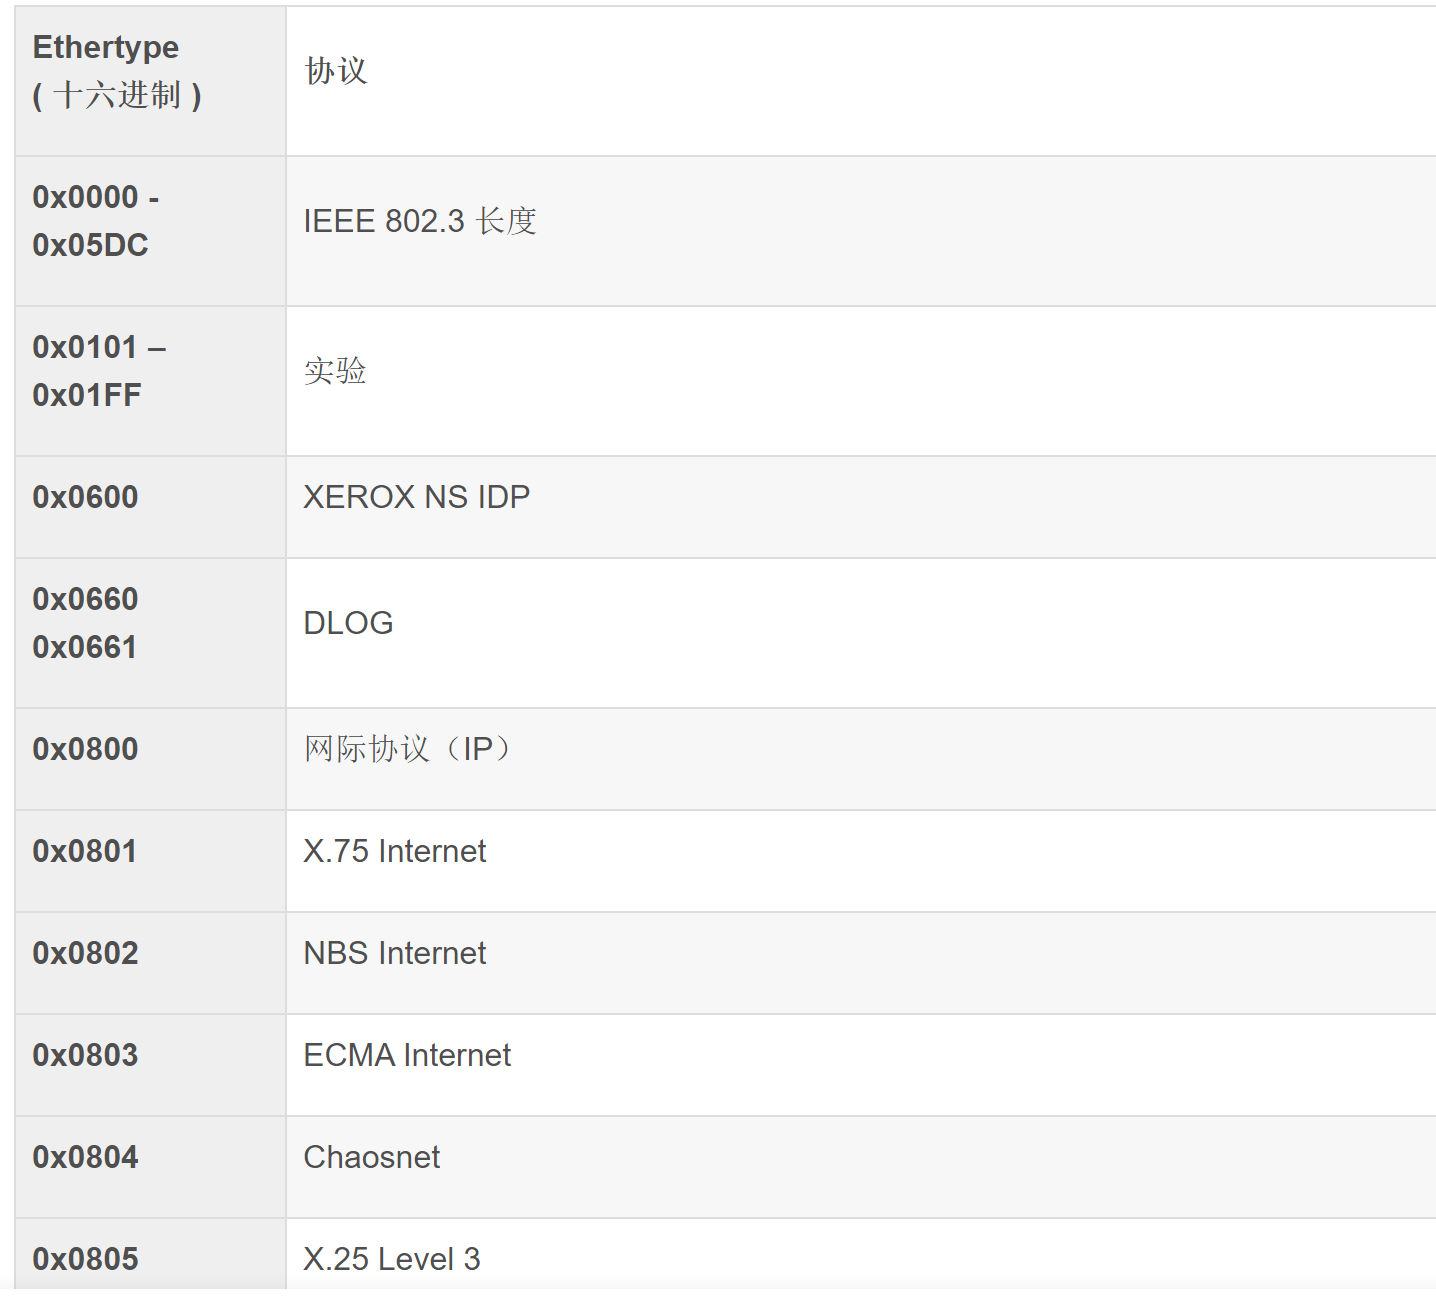 Ethertype
( 十六进制 )
协议
0x0000 -
0x05DC
IEEE 802.3 长度
0x0101 –
0x01FF
实验
0x0600
XEROX NS IDP
0x0660
0x0661
DLOG
0x0800
网际协议（IP）
0x0801
X.75 Internet
0x0802
NBS Internet
0x0803
ECMA Internet
0x0804
Chaosnet
0x0805
X.25 Level 3